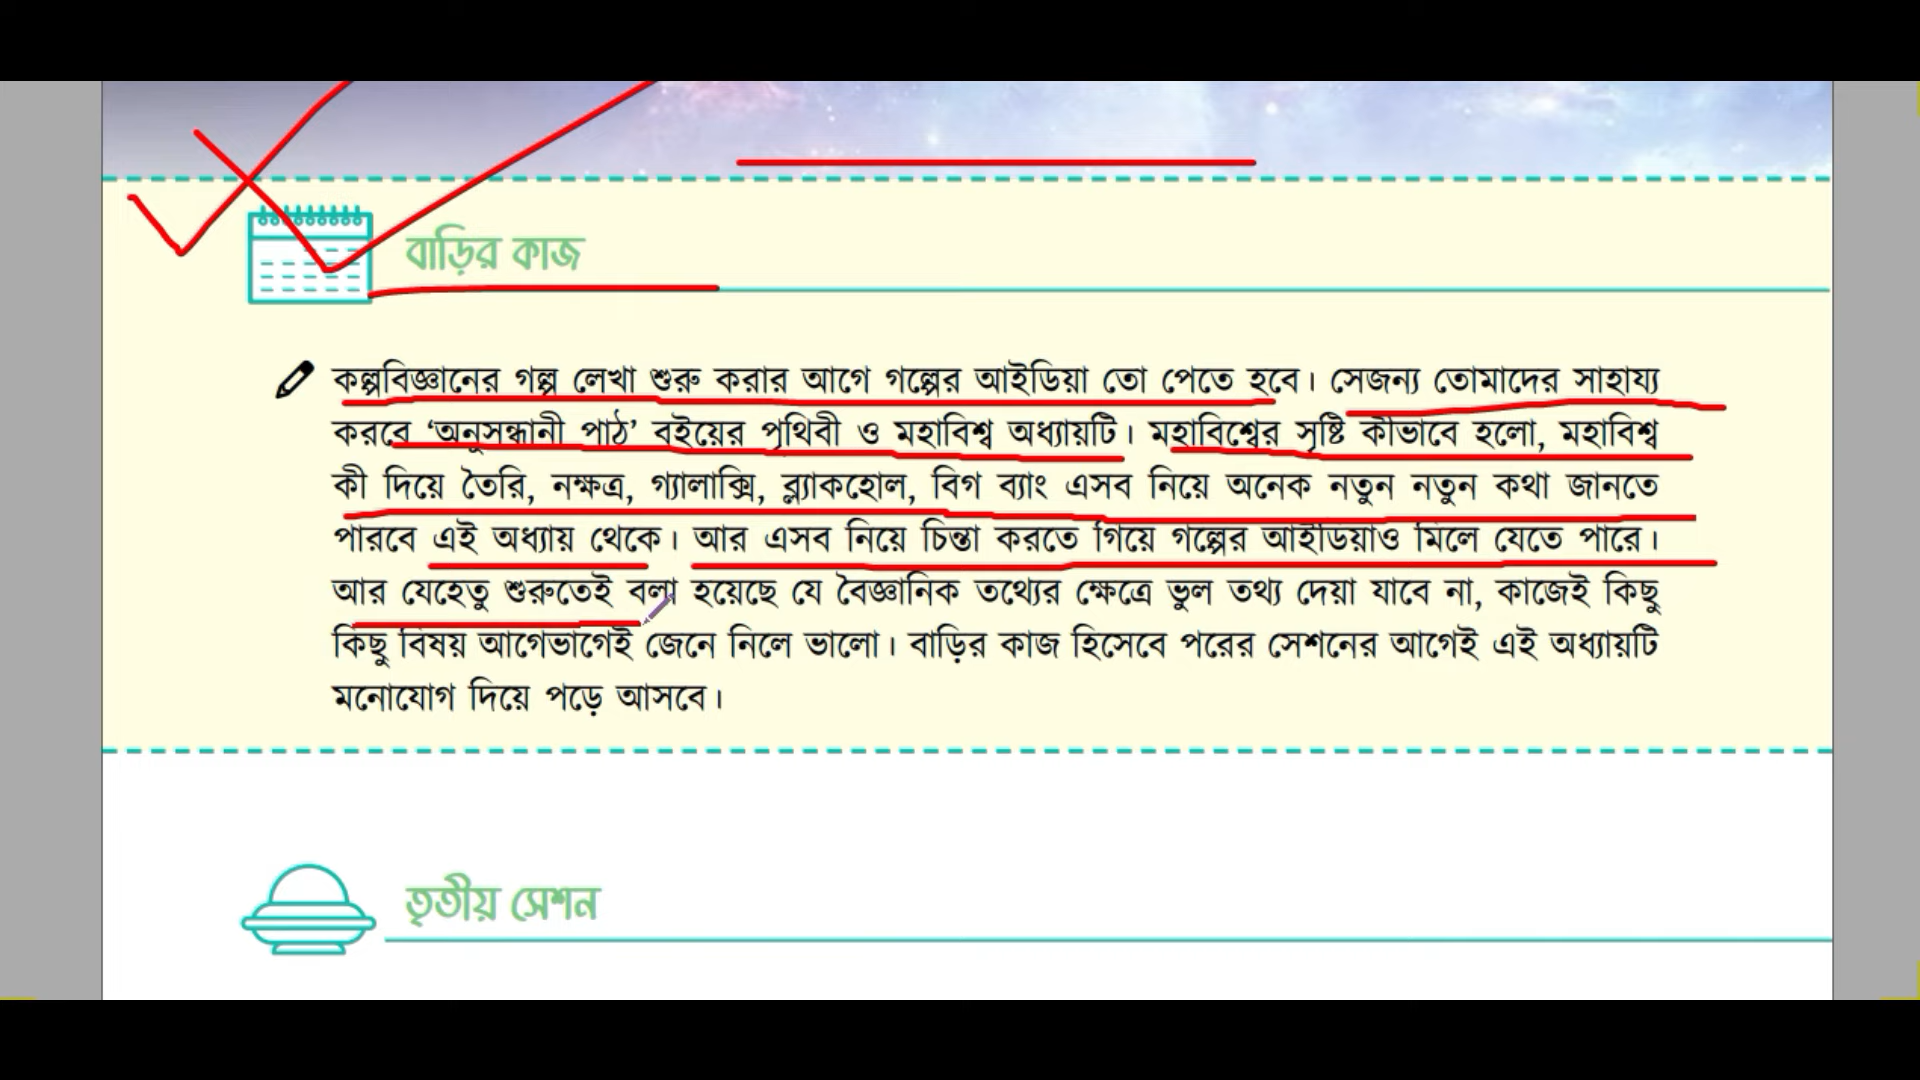 বাড়ির কাজ
কল্পবিজ্ঞানের গল্প লেখা শুরু করার আগে গল্পের আইডিয়া তো পেতে হবে। সেজন্য তোমাদের সাহায্য
করবে ‘অনুসন্ধানী পাঠ’ বইয়ের পৃথিবী ও মহাবিশ্ব অধ্যায়টি। মহাবিশ্বের সৃষ্টি কীভাবে হলো, মহাবিশ্ব
কী দিয়ে তৈরি, নক্ষত্র, গ্যালাক্সি, ব্ল্যাকহোল, বিগ ব্যাং এসব নিয়ে অনেক নতুন নতুন কথা জানতে
পারবে এই অধ্যায় থেকে। আর এসব নিয়ে চিন্তা করতে গিয়ে গল্পের আইডিয়াও মিলে যেতে পারে।
আর যেহেতু শুরুতেই বলা হয়েছে যে বৈজ্ঞানিক তথ্যের ক্ষেত্রে ভুল তথ্য দেয়া যাবে না, কাজেই কিছু
কিছু বিষয় আগেভাগেই জেনে নিলে ভালো। বাড়ির কাজ হিসেবে পরের সেশনের আগেই এই অধ্যায়টি
মনোযোগ দিয়ে পড়ে আসবে।
তৃতীয় সেশন